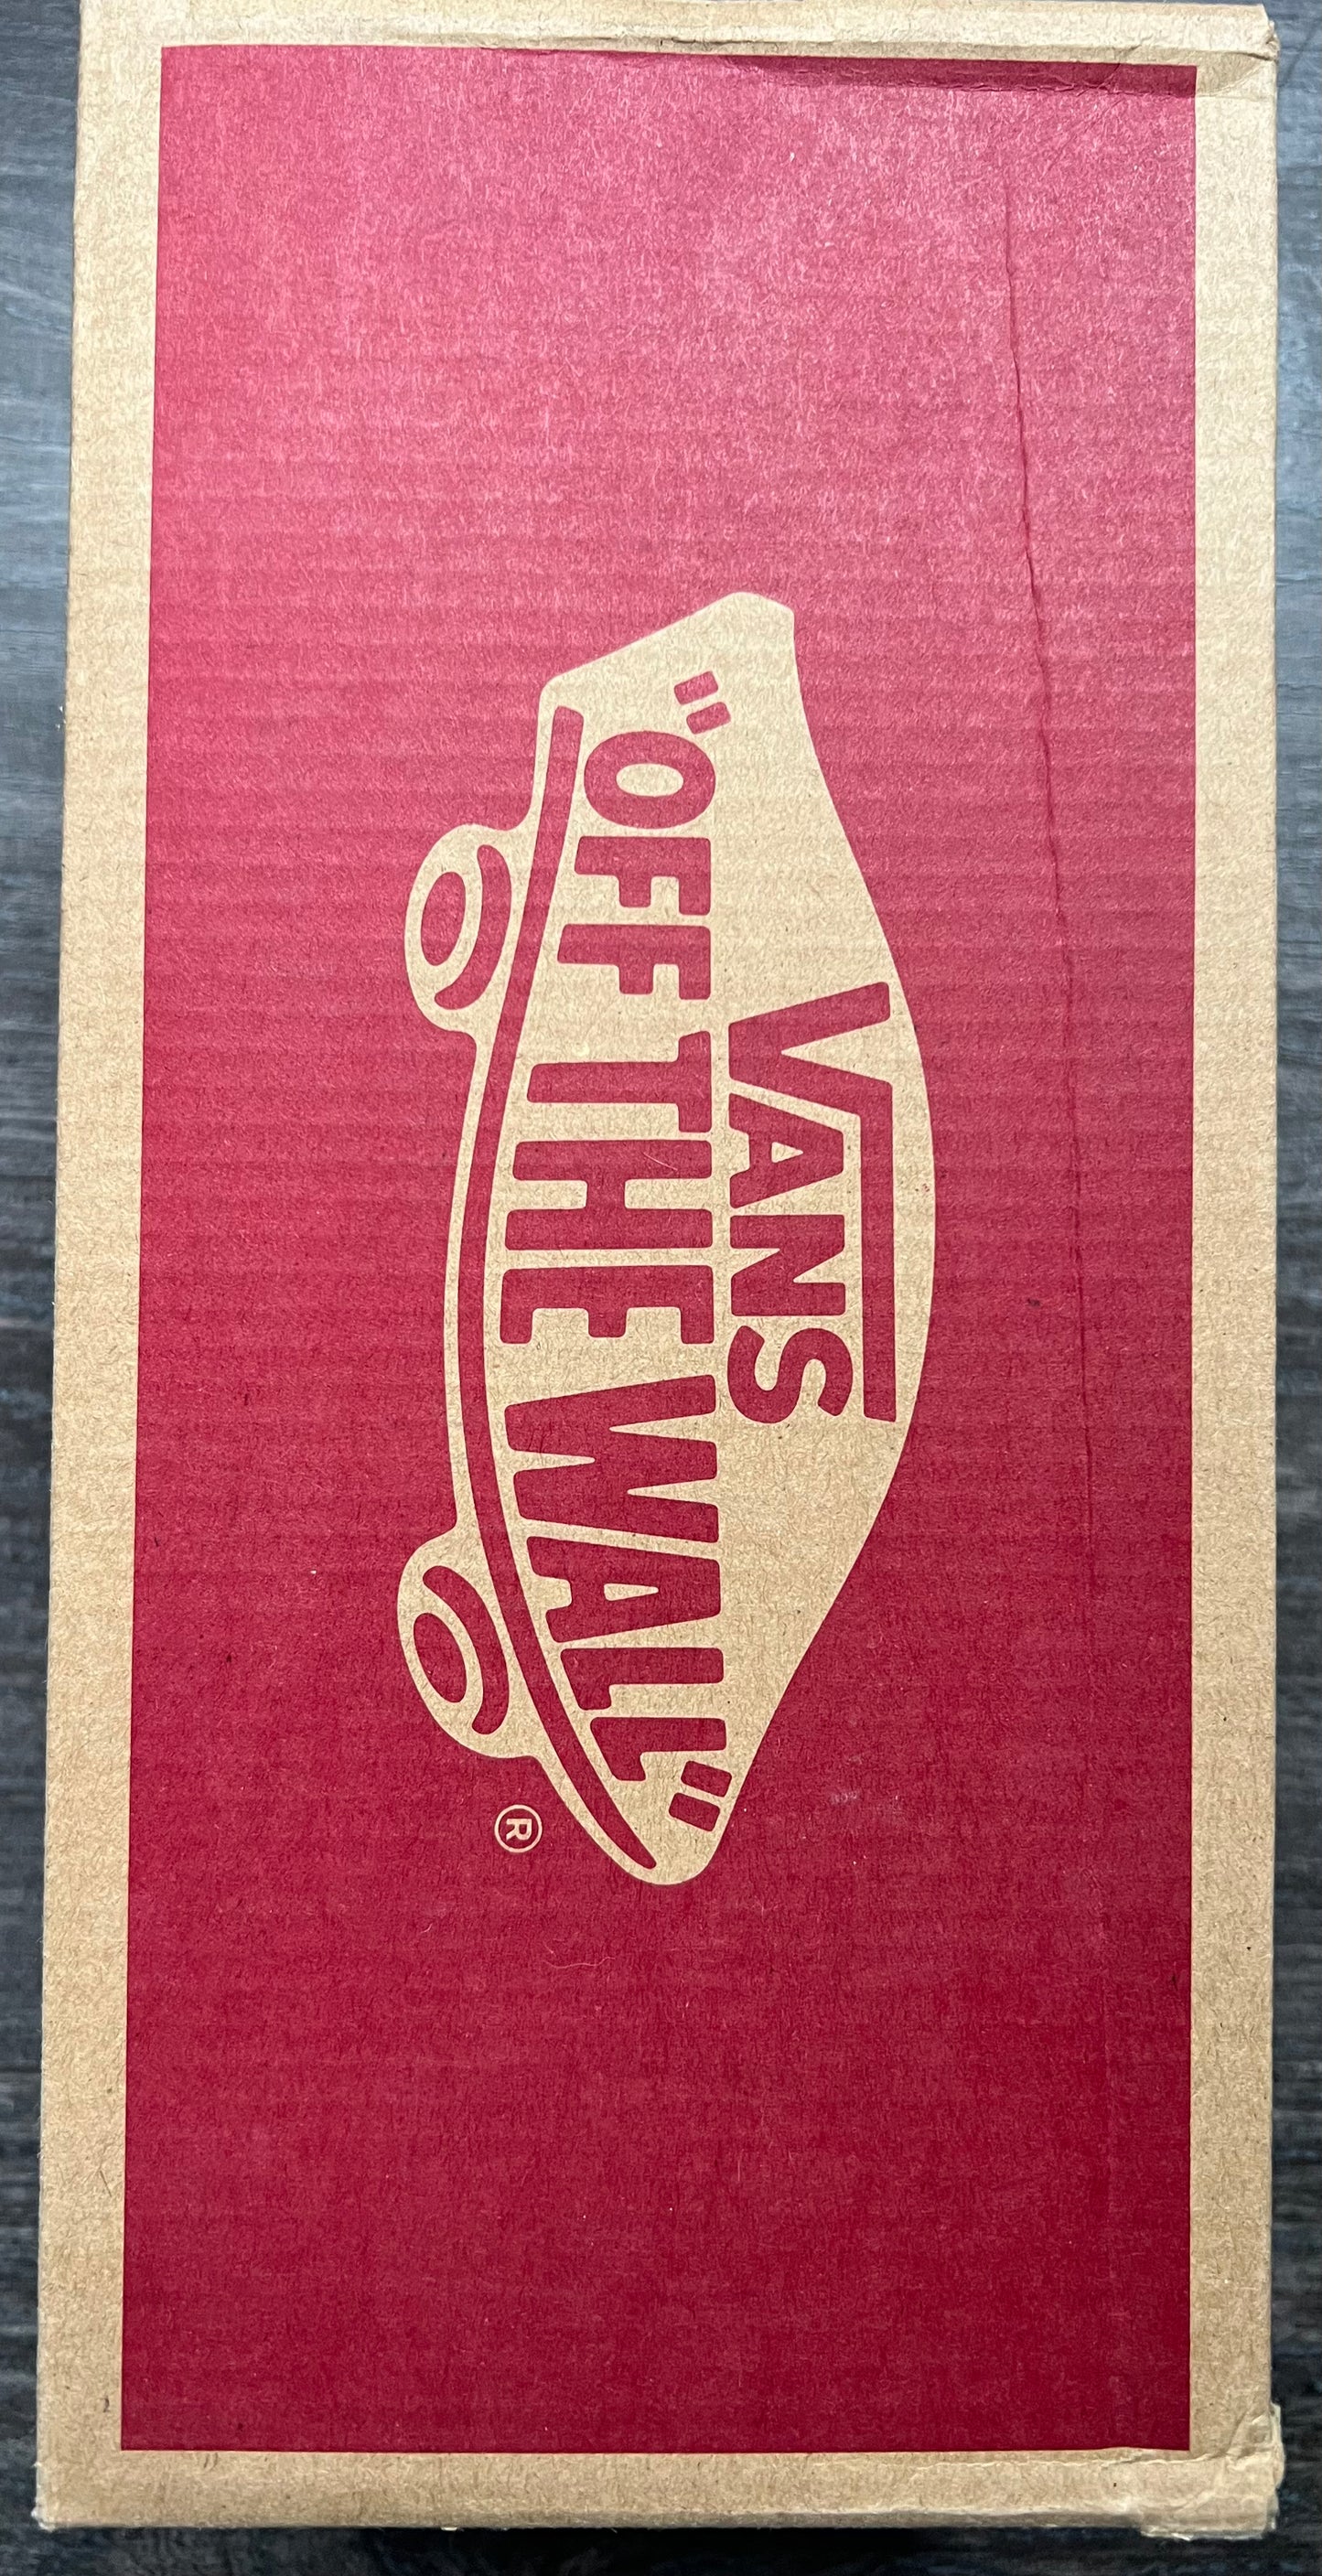 VANS
"OFF THE WALL"
®